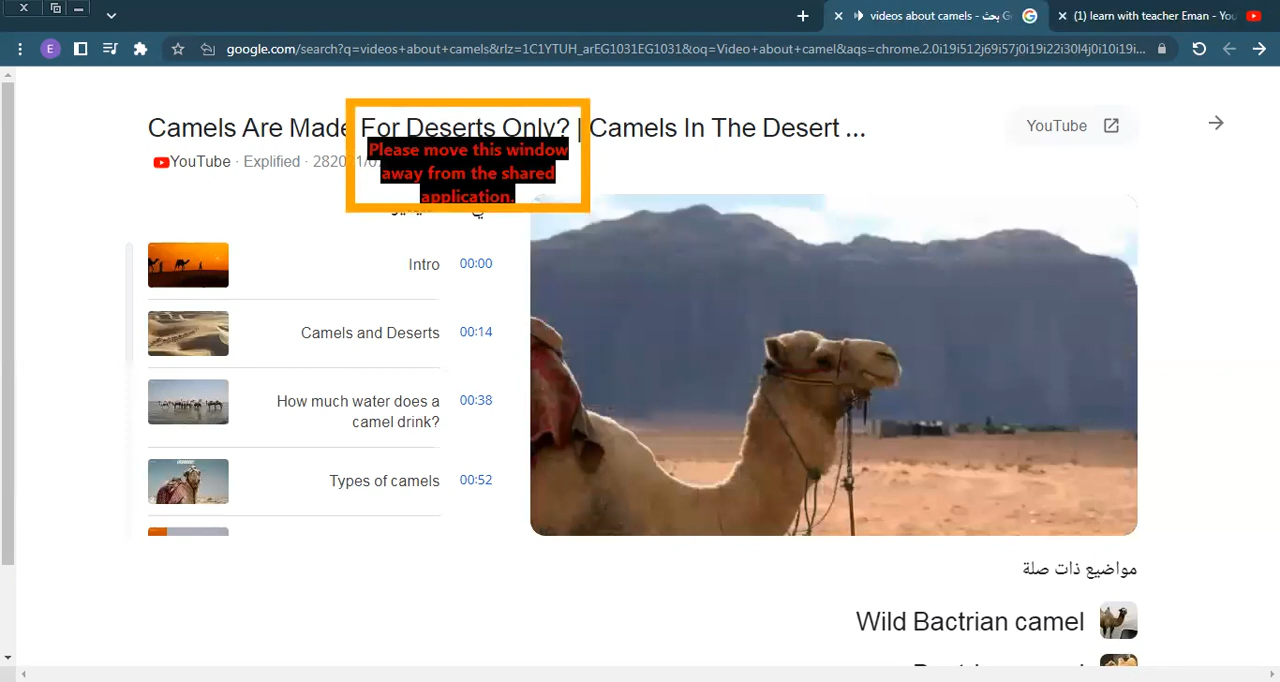 videos about camels - بحث G
(1) learn with teacher Eman - You
E
google.com/search?q=videos+about+camels&rlz=1C1YTUH_arEG1031EG1031&oq=Video+about+camel&aqs=chrome.2.0i19i512j69i57j0i19i22i30l4j0i10i19i...
Camels Are Made For Deserts Only? | Camels In The Desert ...
YouTube
YouTube · Explified · 28
Please move this window
away from the shared
application.
Intro 00:00
Camels and Deserts 00:14
How much water does a
camel drink? 00:38
Types of camels 00:52
مواضيع ذات صلة
Wild Bactrian camel